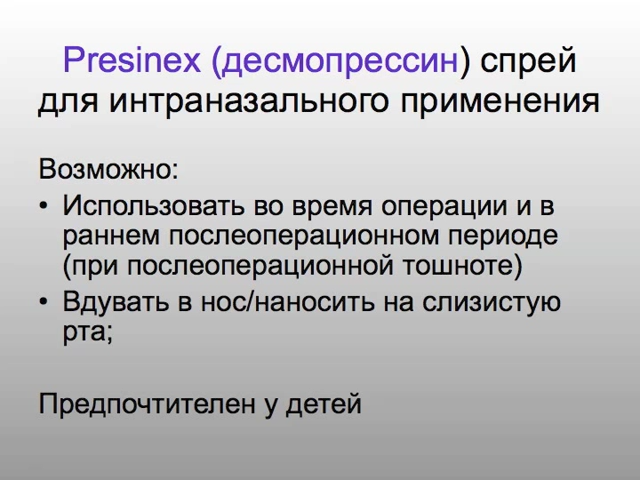 Presinex (десмопрессин) спрей
для интраназального применения
Возможно:
• Использовать во время операции и в
раннем послеоперационном периоде
(при послеоперационной тошноте)
• Вдувать в нос/наносить на слизистую
рта;
Предпочтителен у детей